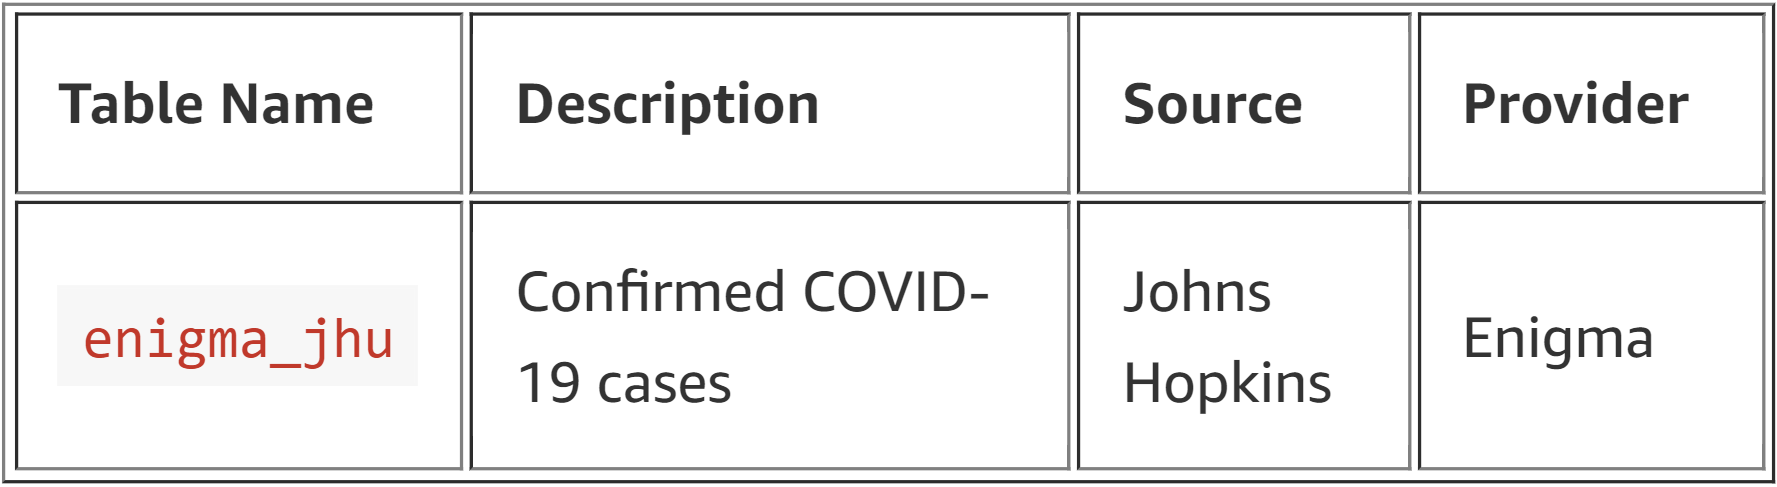 Table Name Description Source Provider
enigma_jhu
Confirmed COVID-
19 cases
Johns
Hopkins
Enigma